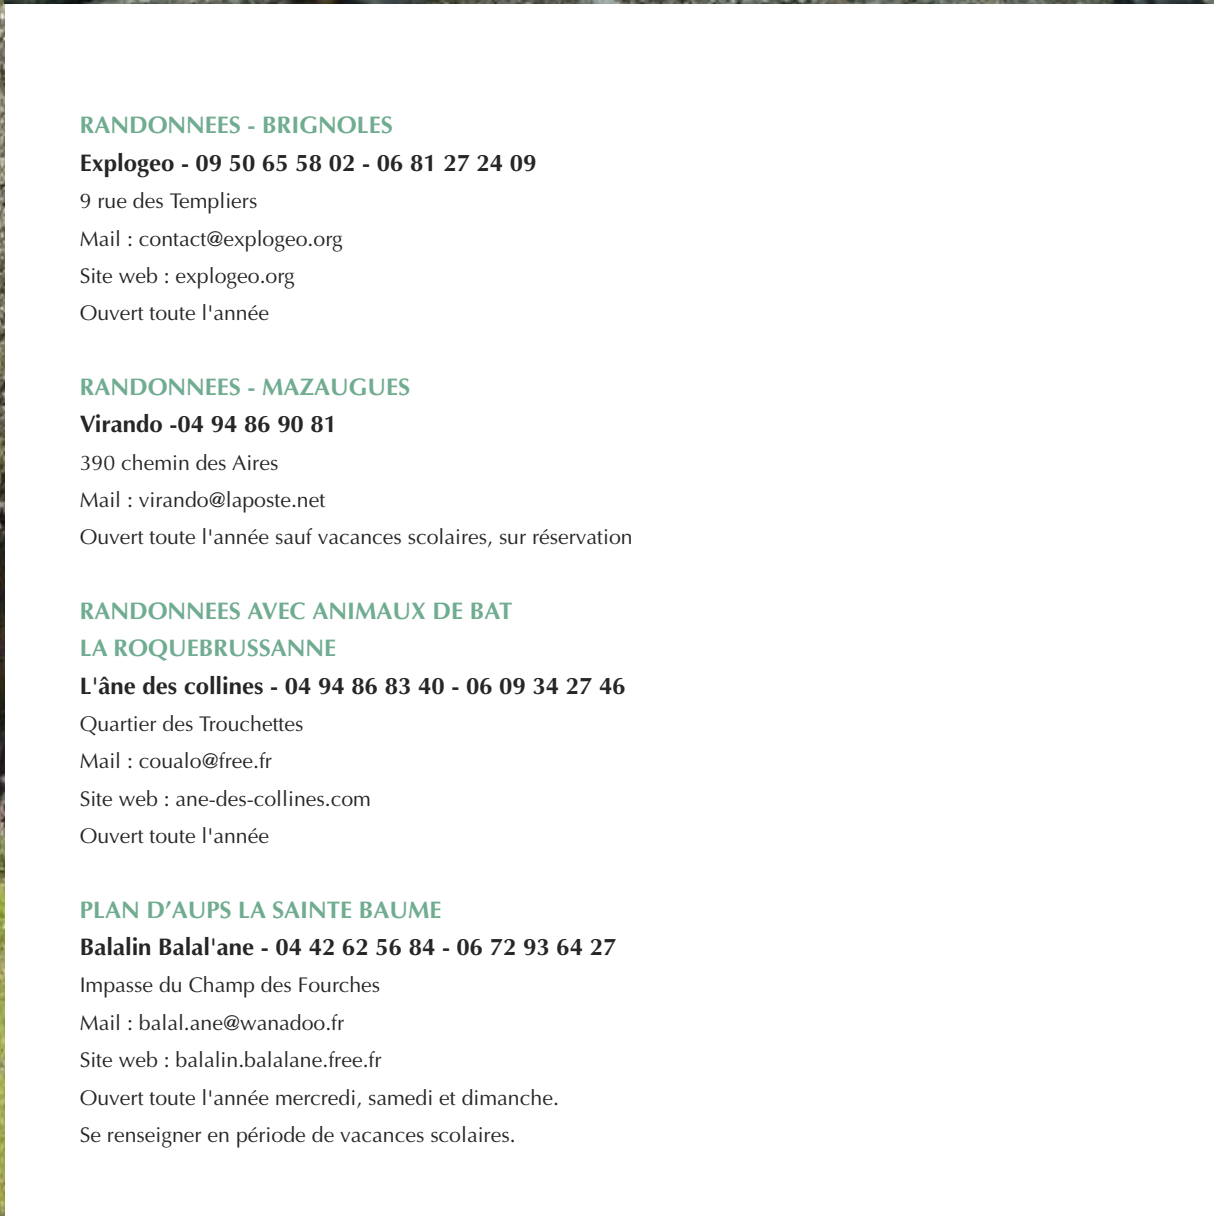 RANDONNEES - BRIGNOLES
Explogeo - 09 50 65 58 02 - 06 81 27 24 09
9 rue des Templiers
Mail : contact@explogeo.org
Site web : explogeo.org
Ouvert toute l'année
RANDONNEES - MAZAUGUES
Virando -04 94 86 90 81
390 chemin des Aires
Mail : virando@laposte.net
Ouvert toute l'année sauf vacances scolaires, sur réservation
RANDONNEES AVEC ANIMAUX DE BAT
LA ROQUEBRUSSANNE
L'âne des collines - 04 94 86 83 40 - 06 09 34 27 46
Quartier des Trouchettes
Mail : coualo@free.fr
Site web : ane-des-collines.com
Ouvert toute l'année
PLAN D’AUPS LA SAINTE BAUME
Balalin Balal'ane - 04 42 62 56 84 - 06 72 93 64 27
Impasse du Champ des Fourches
Mail : balal.ane@wanadoo.fr
Site web : balalin.balalane.free.fr
Ouvert toute l'année mercredi, samedi et dimanche.
Se renseigner en période de vacances scolaires.